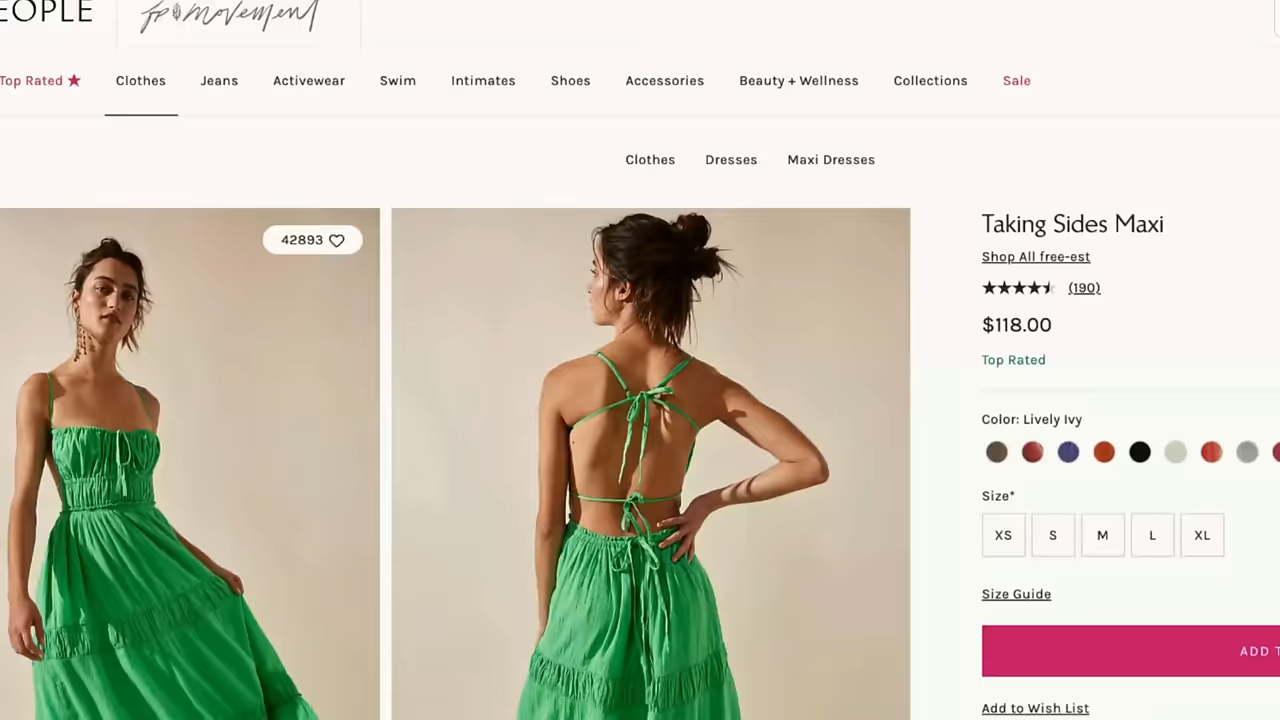 EOPLE
fp movement
Top Rated ★ Clothes Jeans Activewear Swim Intimates Shoes Accessories Beauty + Wellness Collections Sale
Clothes Dresses Maxi Dresses
42893
Taking Sides Maxi
Shop All free-est
(190)
$118.00
Top Rated
Color: Lively Ivy
Size*
XS S M L XL
Size Guide
ADD T
Add to Wish List